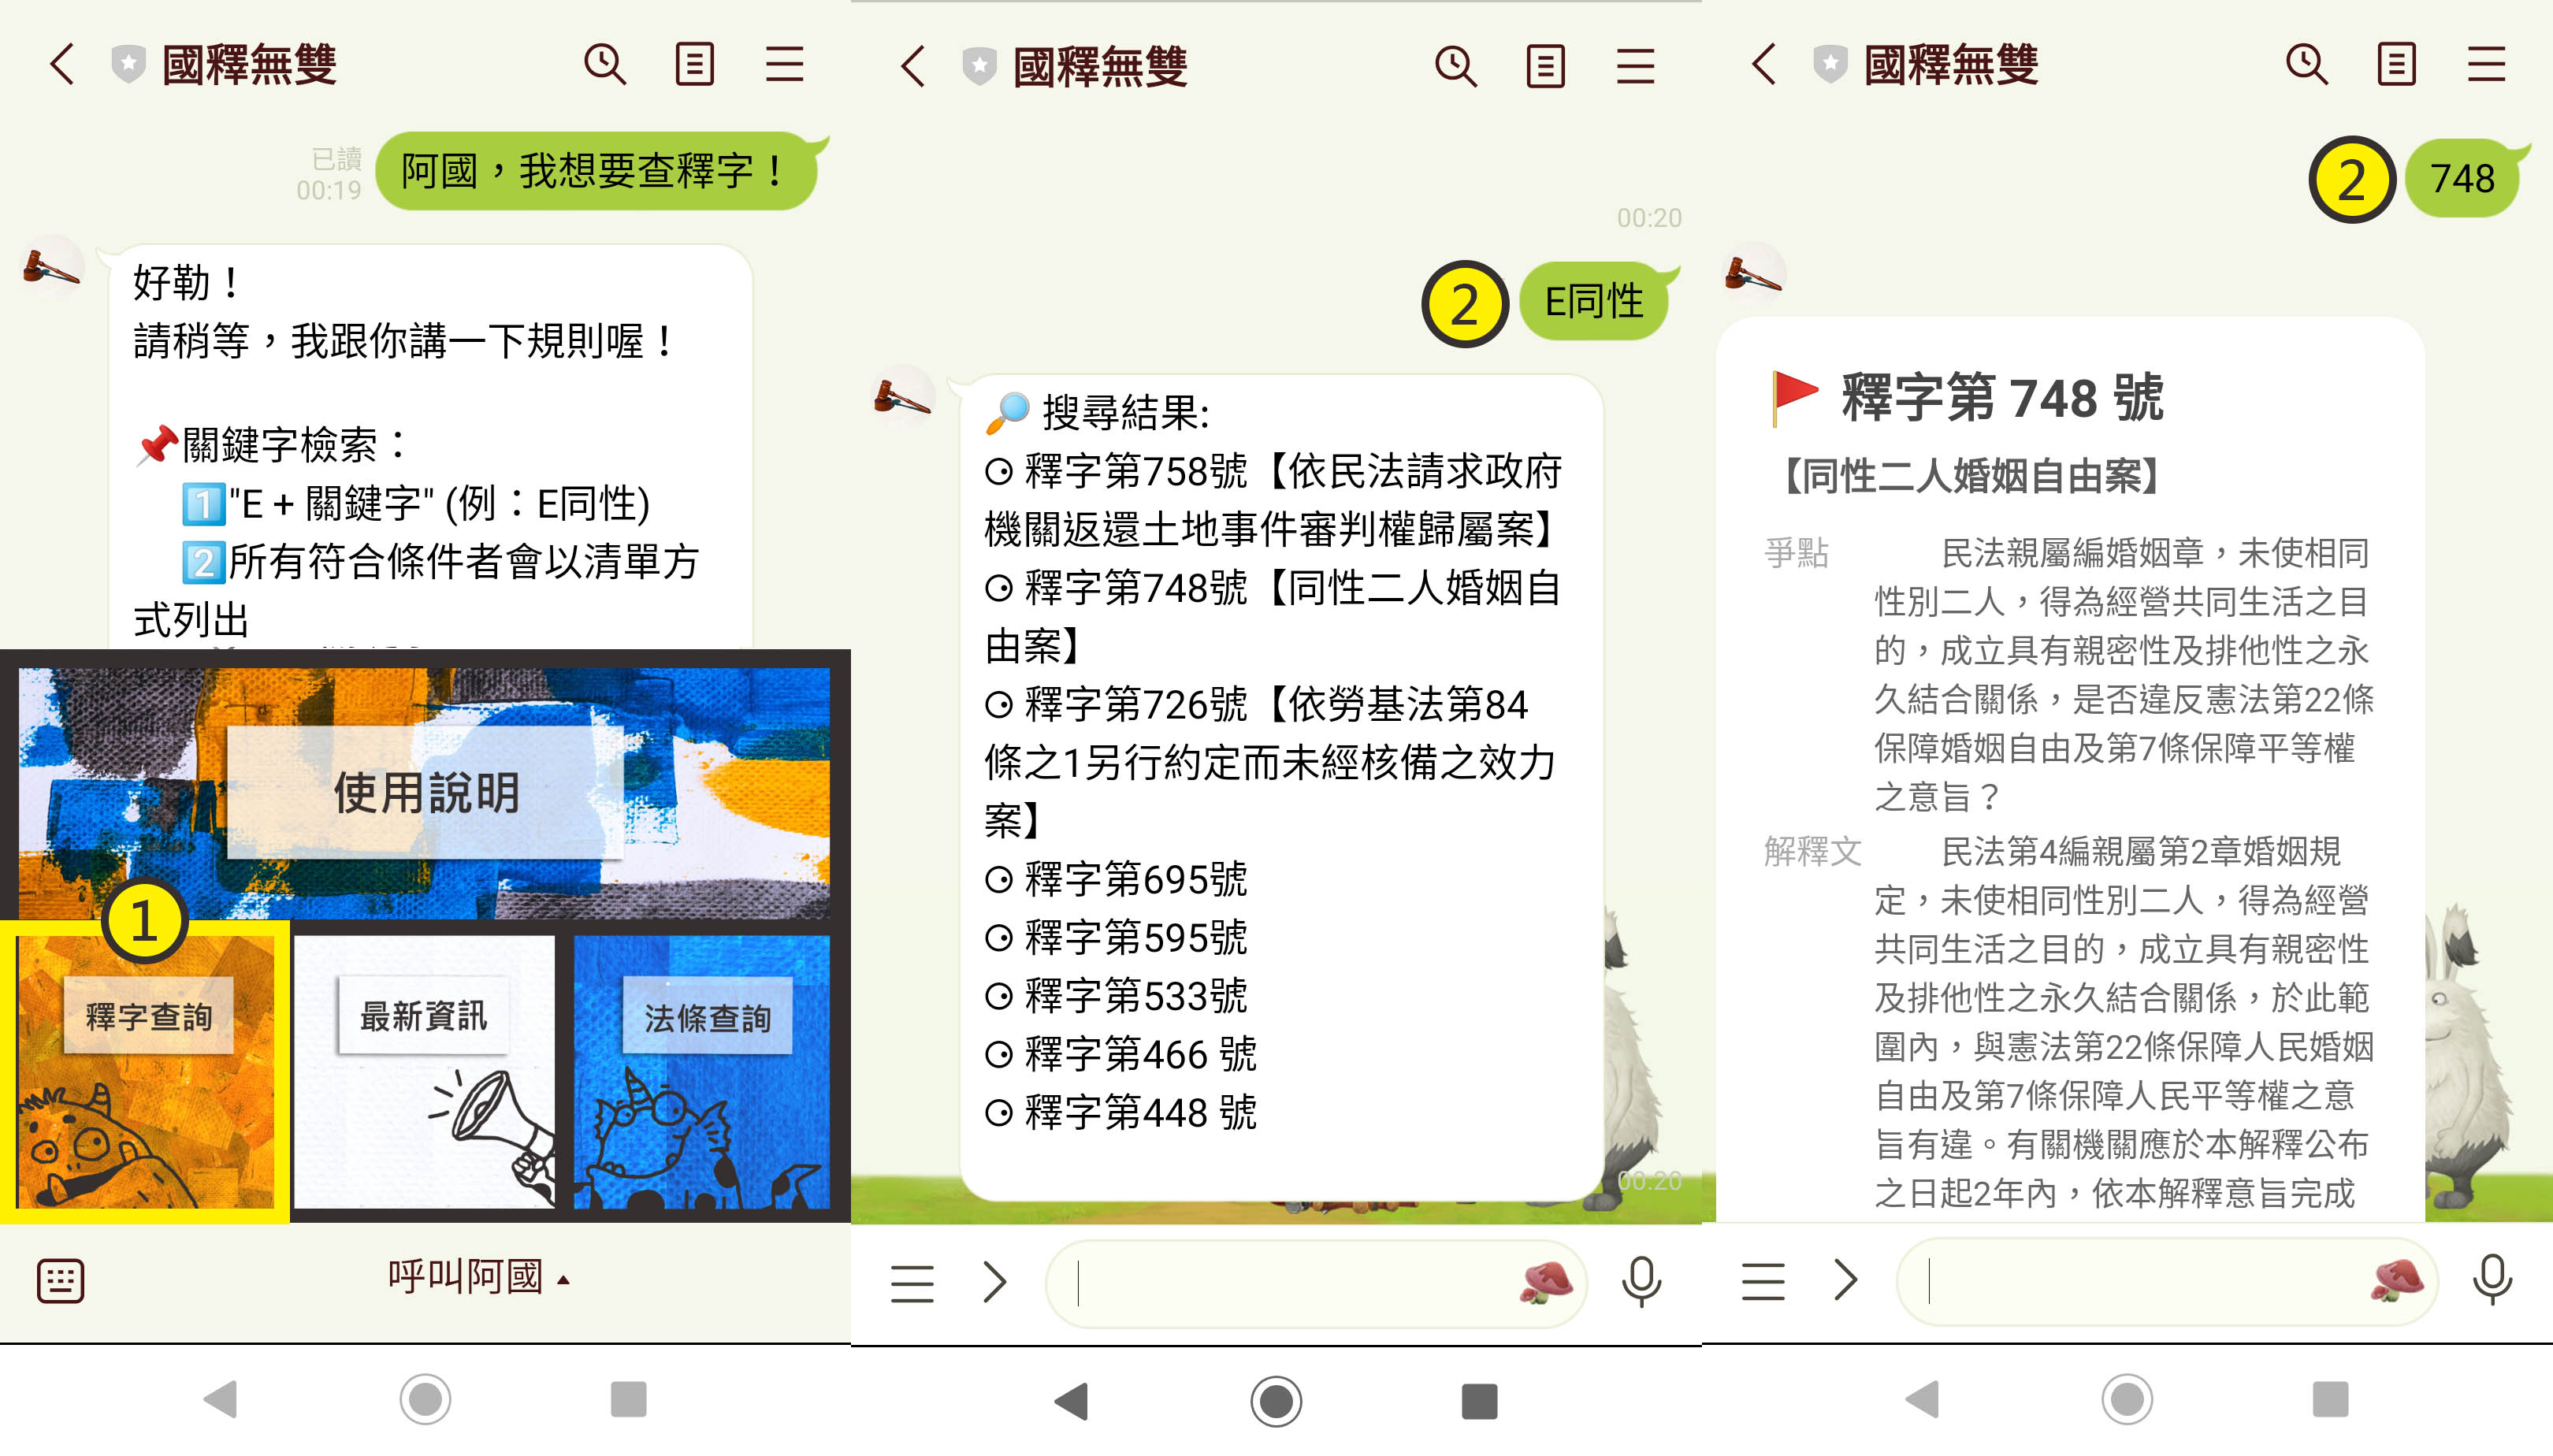 國釋無雙
已讀
00:19
阿國，我想要查釋字！
好勒！
請稍等，我跟你講一下規則喔！
📌關鍵字檢索：
1️⃣"E + 關鍵字" (例：E同性)
2️⃣所有符合條件者會以清單方
式列出
使用說明
1
釋字查詢
最新資訊
法條查詢
呼叫阿國▲
國釋無雙
00:20
2
E同性
🔎 搜尋結果:
⚆ 釋字第758號【依民法請求政府
機關返還土地事件審判權歸屬案】
⚆ 釋字第748號【同性二人婚姻自
由案】
⚆ 釋字第726號【依勞基法第84
條之1另行約定而未經核備之效力
案】
⚆ 釋字第695號
⚆ 釋字第595號
⚆ 釋字第533號
⚆ 釋字第466 號
⚆ 釋字第448 號
00:20
國釋無雙
2
748
🚩 釋字第 748 號
【同性二人婚姻自由案】
爭點
民法親屬編婚姻章，未使相同
性別二人，得為經營共同生活之目
的，成立具有親密性及排他性之永
久結合關係，是否違反憲法第22條
保障婚姻自由及第7條保障平等權
之意旨？
解釋文
民法第4編親屬第2章婚姻規
定，未使相同性別二人，得為經營
共同生活之目的，成立具有親密性
及排他性之永久結合關係，於此範
圍內，與憲法第22條保障人民婚姻
自由及第7條保障人民平等權之意
旨有違。有關機關應於本解釋公布
之日起2年內，依本解釋意旨完成